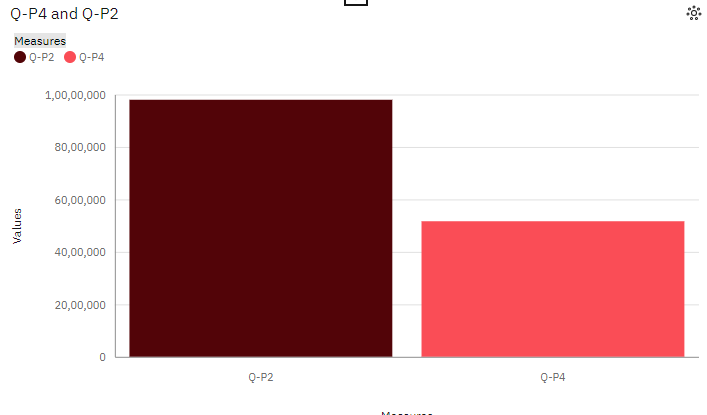 Q-P4 and Q-P2
Measures
Q-P2 Q-P4
1,00,00,000
80,00,000
60,00,000
40,00,000
20,00,000
0
Values
Q-P2 Q-P4
Measures